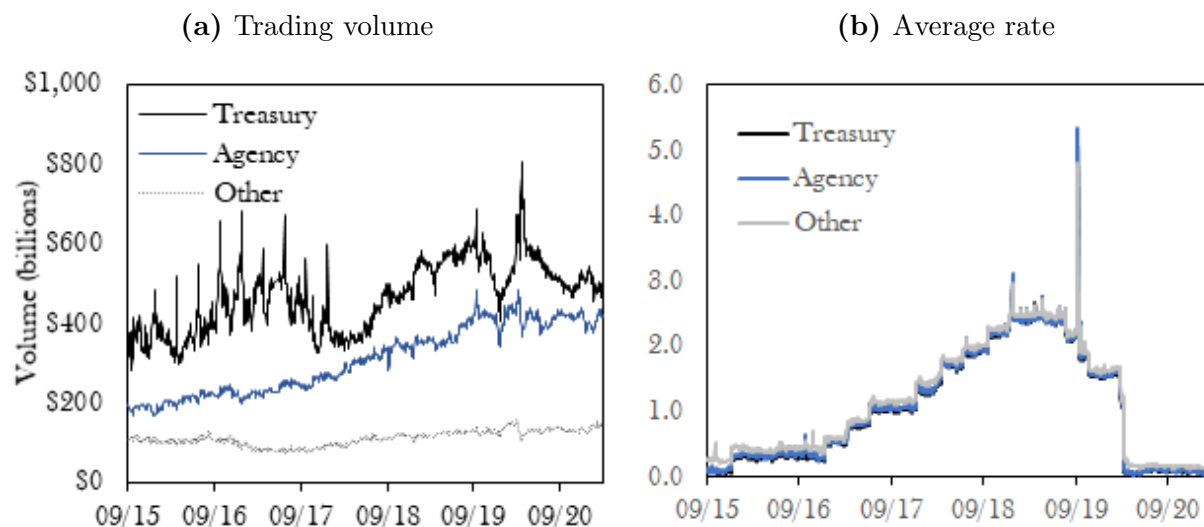 (a) Trading volume
$1,000
$800
$600
$400
$200
$0
Volume (billions)
Treasury
Agency
Other
09/15 09/16 09/17 09/18 09/19 09/20
(b) Average rate
6.0
5.0
4.0
3.0
2.0
1.0
0.0
Treasury
Agency
Other
09/15 09/16 09/17 09/18 09/19 09/20